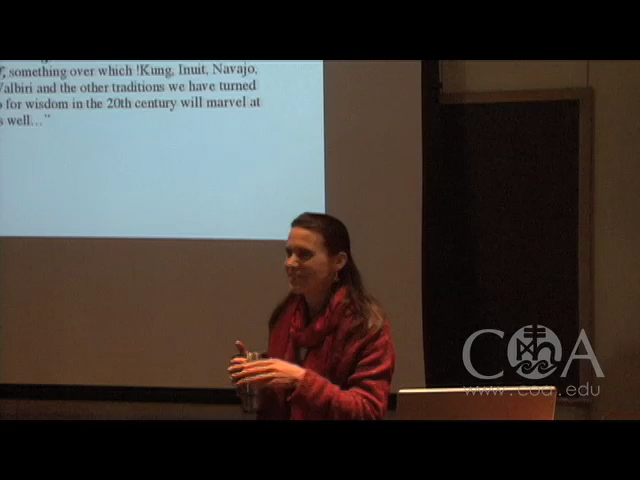 something over which !Kung, Inuit, Navajo,
and the other traditions we have turned
for wisdom in the 20th century will marvel at
well…”
COA
www.coa.edu